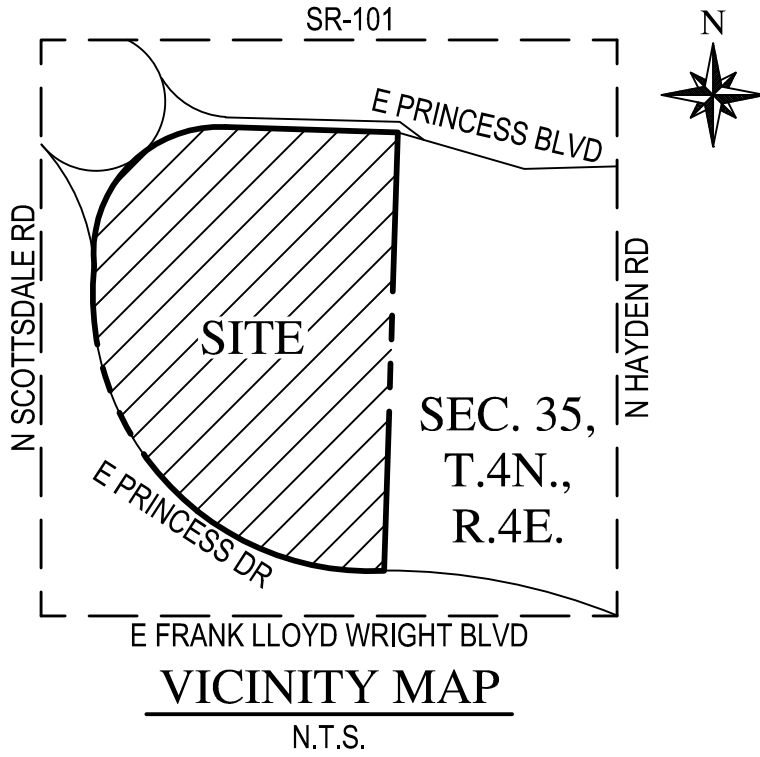 SR-101
N
E PRINCESS BLVD
N SCOTTSDALE RD
SITE
N HAYDEN RD
SEC. 35,
T.4N.,
R.4E.
E PRINCESS DR
E FRANK LLOYD WRIGHT BLVD
VICINITY MAP
N.T.S.